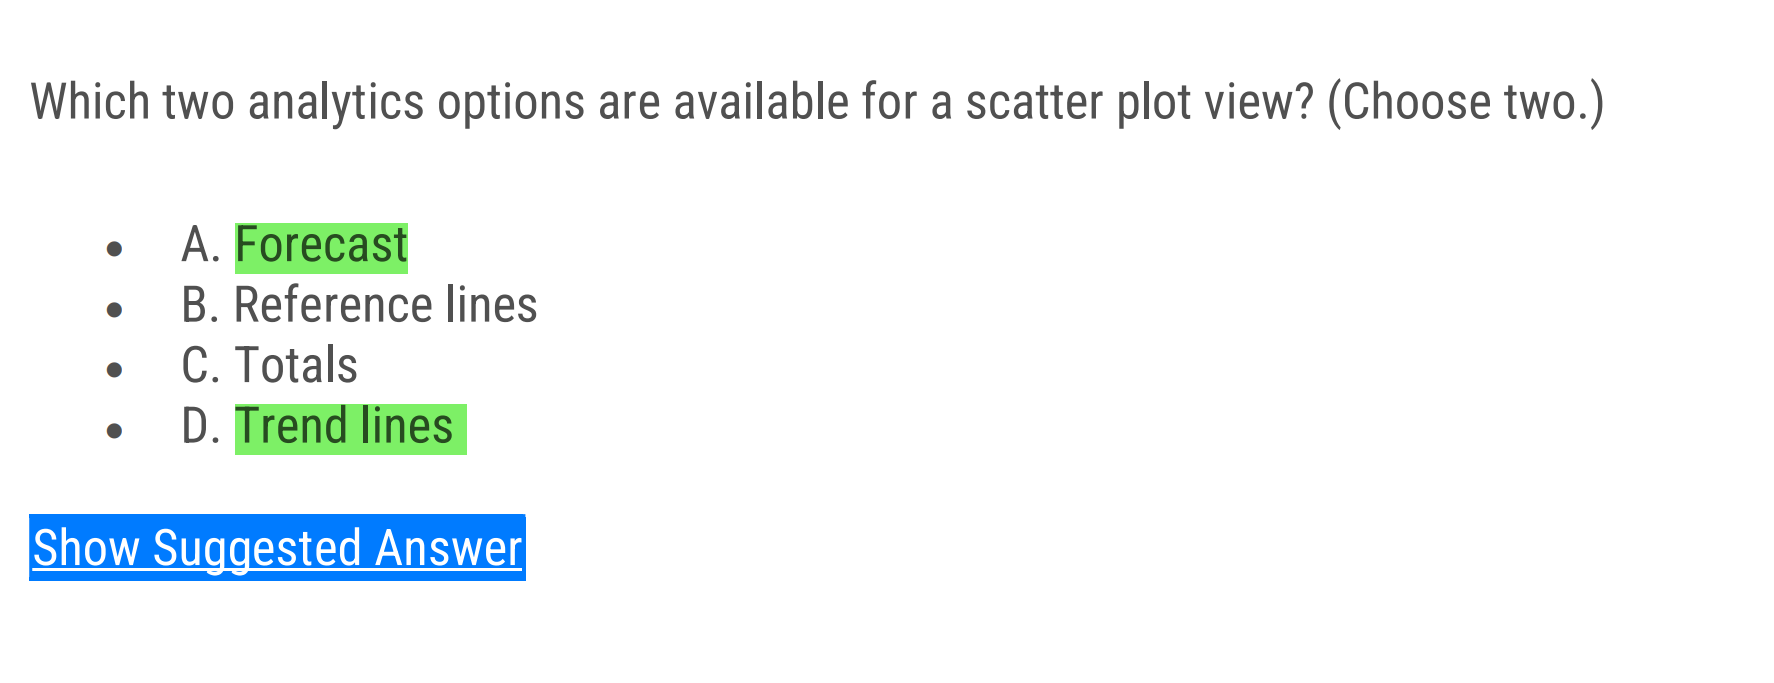 Which two analytics options are available for a scatter plot view? (Choose two.)
• A. Forecast
• B. Reference lines
• C. Totals
• D. Trend lines
Show Suggested Answer